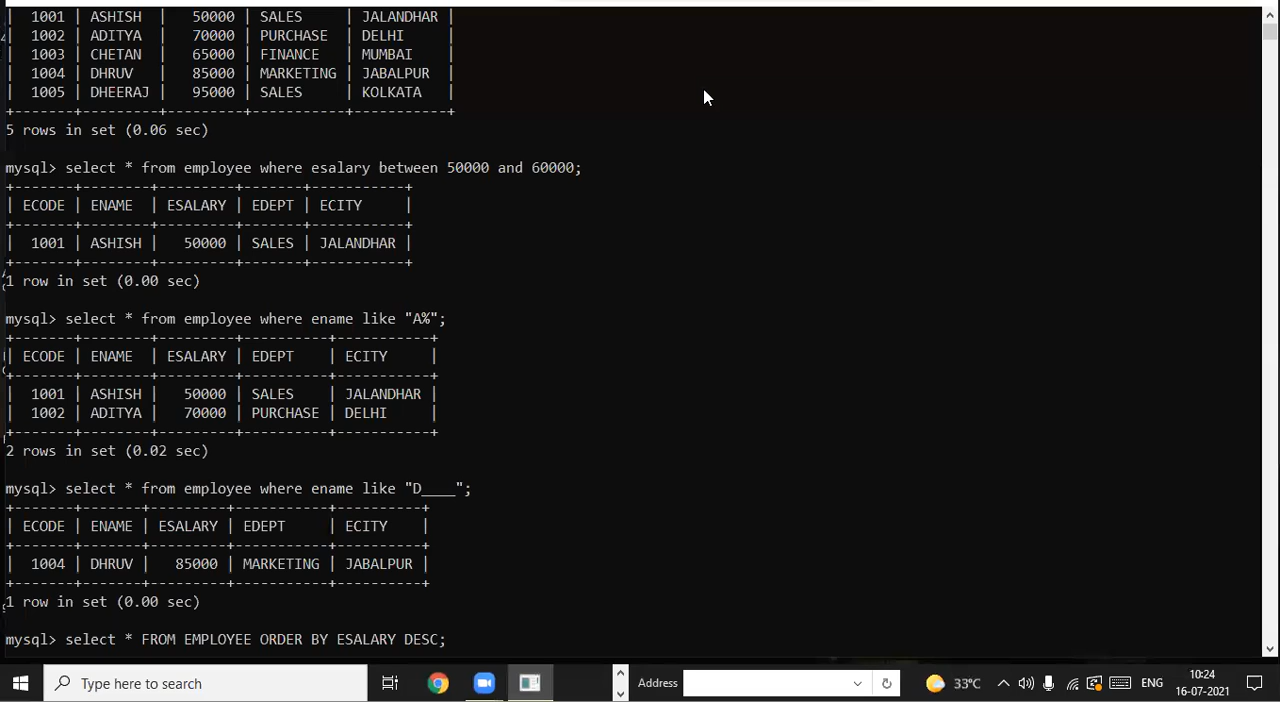 | 1001 | ASHISH | 50000 | SALES | JALANDHAR |
| 1002 | ADITYA | 70000 | PURCHASE | DELHI |
| 1003 | CHETAN | 65000 | FINANCE | MUMBAI |
| 1004 | DHRUV | 85000 | MARKETING | JABALPUR |
| 1005 | DHEERAJ | 95000 | SALES | KOLKATA |
+-------+---------+---------+-----------+-----------+
5 rows in set (0.06 sec)
mysql> select * from employee where esalary between 50000 and 60000;
+-------+--------+---------+-------+-----------+
| ECODE | ENAME | ESALARY | EDEPT | ECITY |
+-------+--------+---------+-------+-----------+
| 1001 | ASHISH | 50000 | SALES | JALANDHAR |
+-------+--------+---------+-------+-----------+
1 row in set (0.00 sec)
mysql> select * from employee where ename like "A%";
+-------+--------+---------+----------+-----------+
| ECODE | ENAME | ESALARY | EDEPT | ECITY |
+-------+--------+---------+----------+-----------+
| 1001 | ASHISH | 50000 | SALES | JALANDHAR |
| 1002 | ADITYA | 70000 | PURCHASE | DELHI |
+-------+--------+---------+----------+-----------+
2 rows in set (0.02 sec)
mysql> select * from employee where ename like "D____";
+-------+-------+---------+-----------+----------+
| ECODE | ENAME | ESALARY | EDEPT | ECITY |
+-------+-------+---------+-----------+----------+
| 1004 | DHRUV | 85000 | MARKETING | JABALPUR |
+-------+-------+---------+-----------+----------+
1 row in set (0.00 sec)
mysql> select * FROM EMPLOYEE ORDER BY ESALARY DESC;
Type here to search
Address
33°C
ENG
10:24
16-07-2021